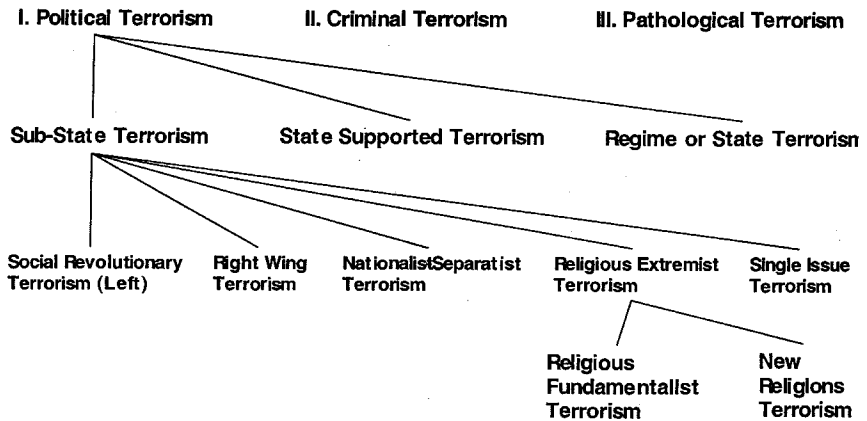 I. Political Terrorism II. Criminal Terrorism III. Pathological Terrorism
Sub-State Terrorism State Supported Terrorism Regime or State Terrorism
Social Revolutionary
Terrorism (Left)
Right Wing
Terrorism
NationalistSeparatist
Terrorism
Religious Extremist
Terrorism
Single Issue
Terrorism
Religious
Fundamentalist
Terrorism
New
Religions
Terrorism